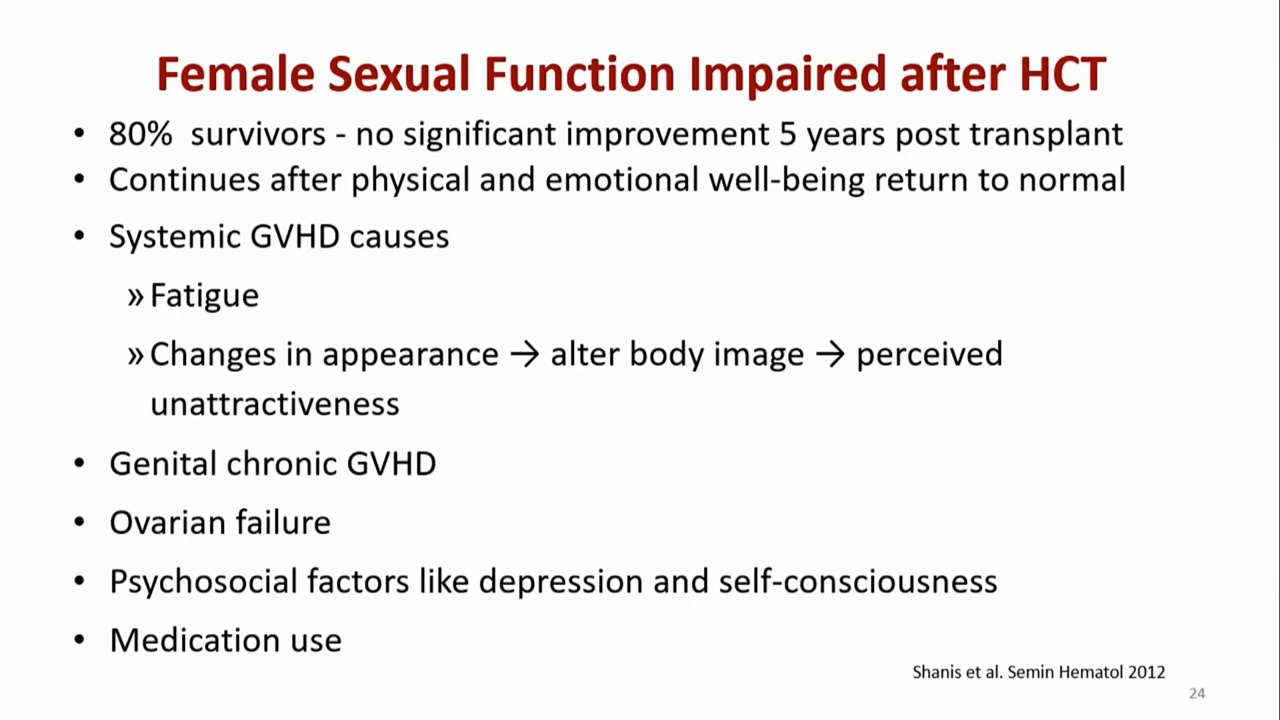 Female Sexual Function Impaired after HCT
• 80%  survivors - no significant improvement 5 years post transplant
• Continues after physical and emotional well-being return to normal
• Systemic GVHD causes
» Fatigue
» Changes in appearance → alter body image → perceived
unattractiveness
• Genital chronic GVHD
• Ovarian failure
• Psychosocial factors like depression and self-consciousness
• Medication use
Shanis et al. Semin Hematol 2012
24